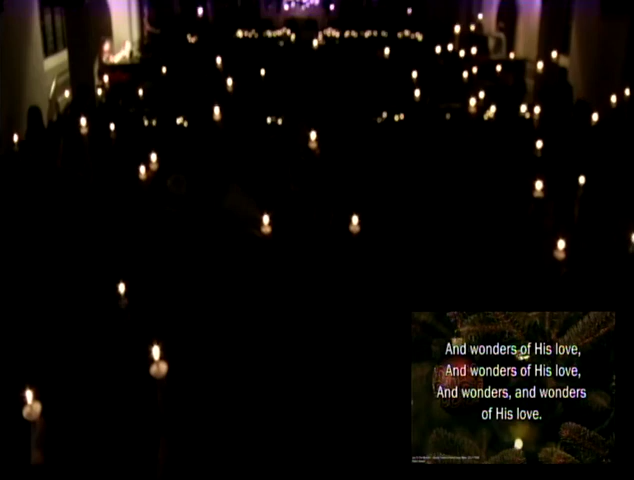 And wonders of His love,
And wonders of His love,
And wonders, and wonders
of His love.